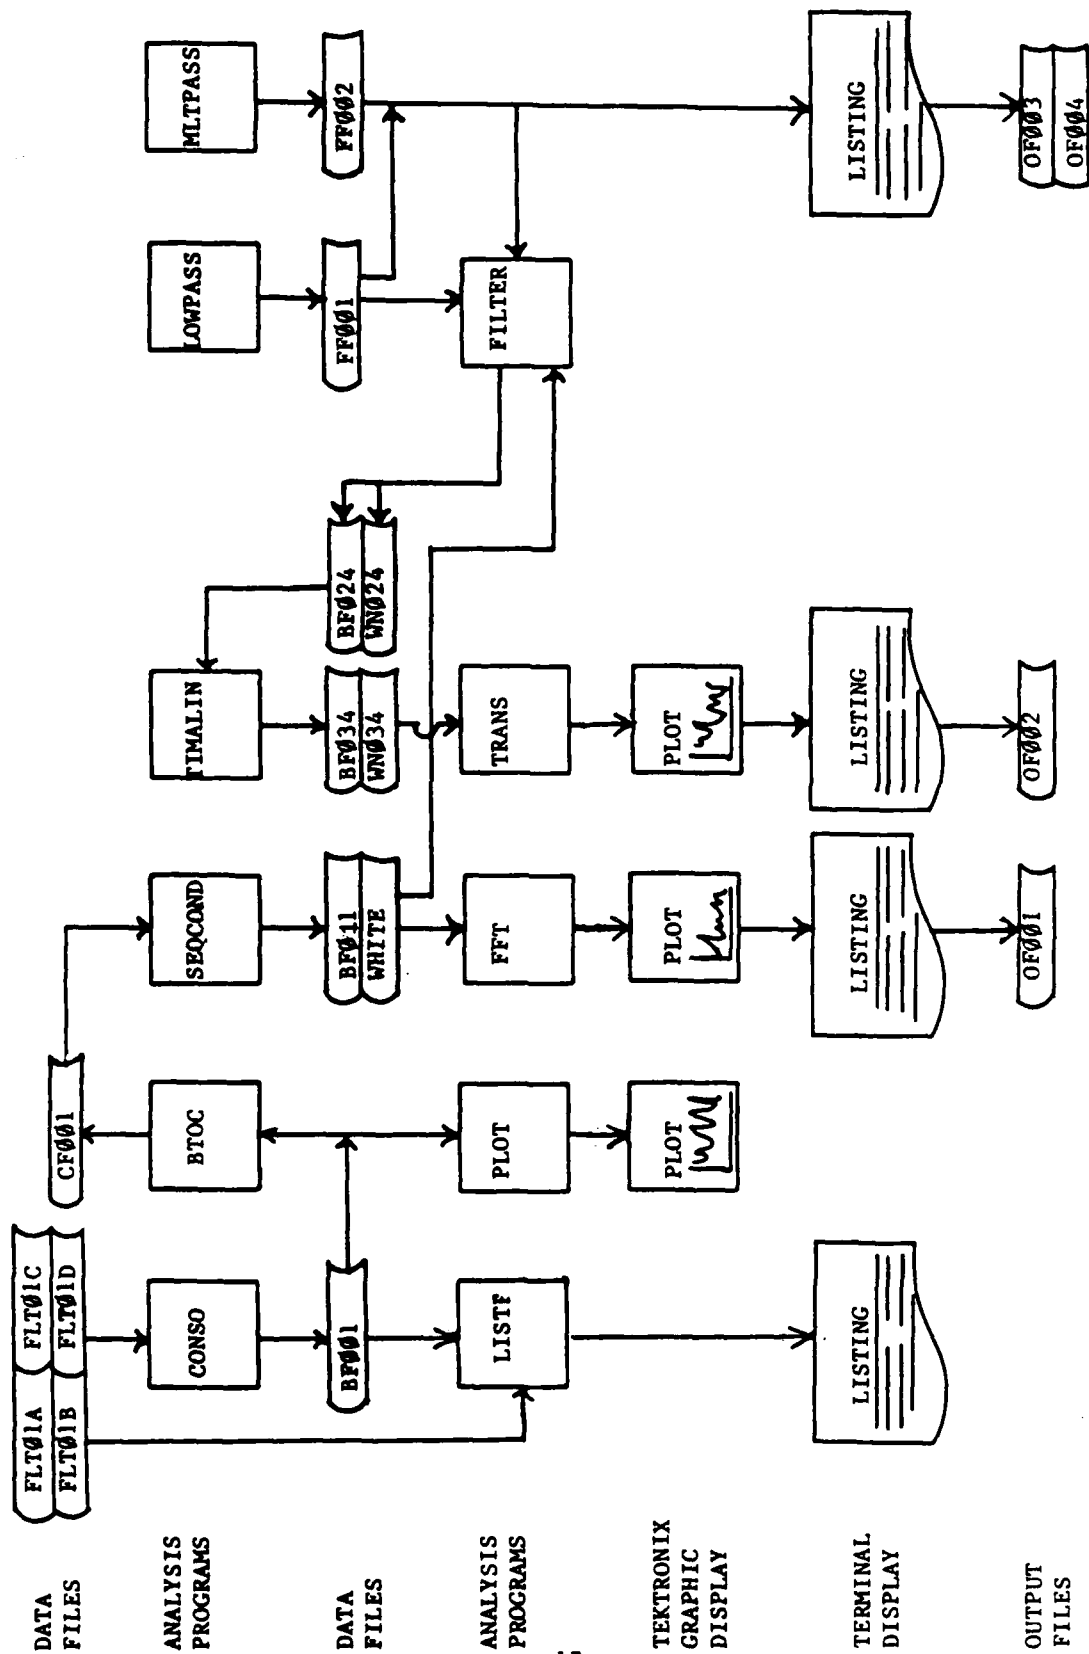 DATA
FILES
FLTØ1A
FLTØ1C
FLTØ1B
FLTØ1D
CFØØ1
ANALYSIS
PROGRAMS
CONSO
BTOC
SEQCOND
TIMALIN
LOWPASS
MLTPASS
DATA
FILES
BFØØ1
BFØ11
WHITE
BFØ34
WNØ34
BFØ24
WNØ24
FFØØ1
FFØØ2
ANALYSIS
PROGRAMS
LISTF
PLOT
FFT
TRANS
FILTER
TEKTRONIX
GRAPHIC
DISPLAY
PLOT
PLOT
PLOT
TERMINAL
DISPLAY
LISTING
LISTING
LISTING
LISTING
OUTPUT
FILES
OFØØ1
OFØØ2
OFØØ3
OFØØ4